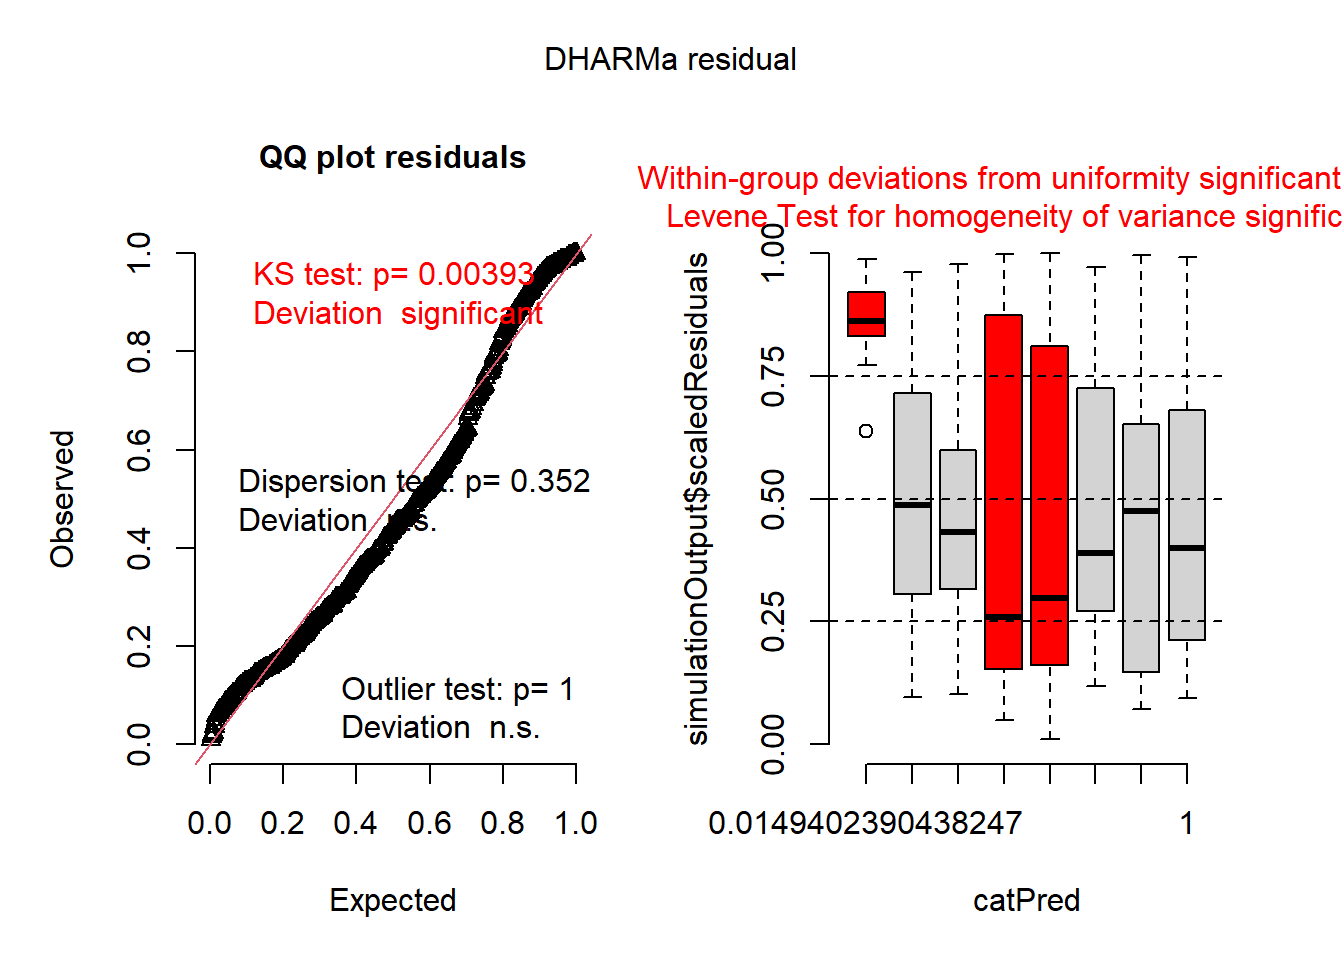 DHARMa residual
QQ plot residuals
KS test: p= 0.00393
Deviation  significant
Dispersion test: p= 0.352
Deviation  n.s.
Outlier test: p= 1
Deviation  n.s.
Observed
0.0 0.2 0.4 0.6 0.8 1.0
0.0 0.2 0.4 0.6 0.8 1.0
Expected
Within-group deviations from uniformity significant
Levene Test for homogeneity of variance signific
simulationOutput$scaledResiduals
0.00 0.25 0.50 0.75 1.00
0.0149402390438247 1
catPred